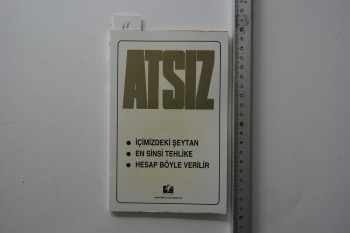 ATSIZ
● İÇİMİZDEKİ ŞEYTAN
● EN SİNSİ TEHLİKE
● HESAP BÖYLE VERİLİR